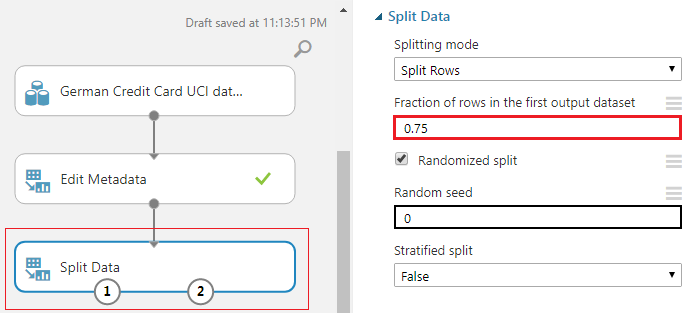 Draft saved at 11:13:51 PM
German Credit Card UCI dat...
Edit Metadata
Split Data
1
2
Split Data
Splitting mode
Split Rows
Fraction of rows in the first output dataset
0.75
Randomized split
Random seed
0
Stratified split
False